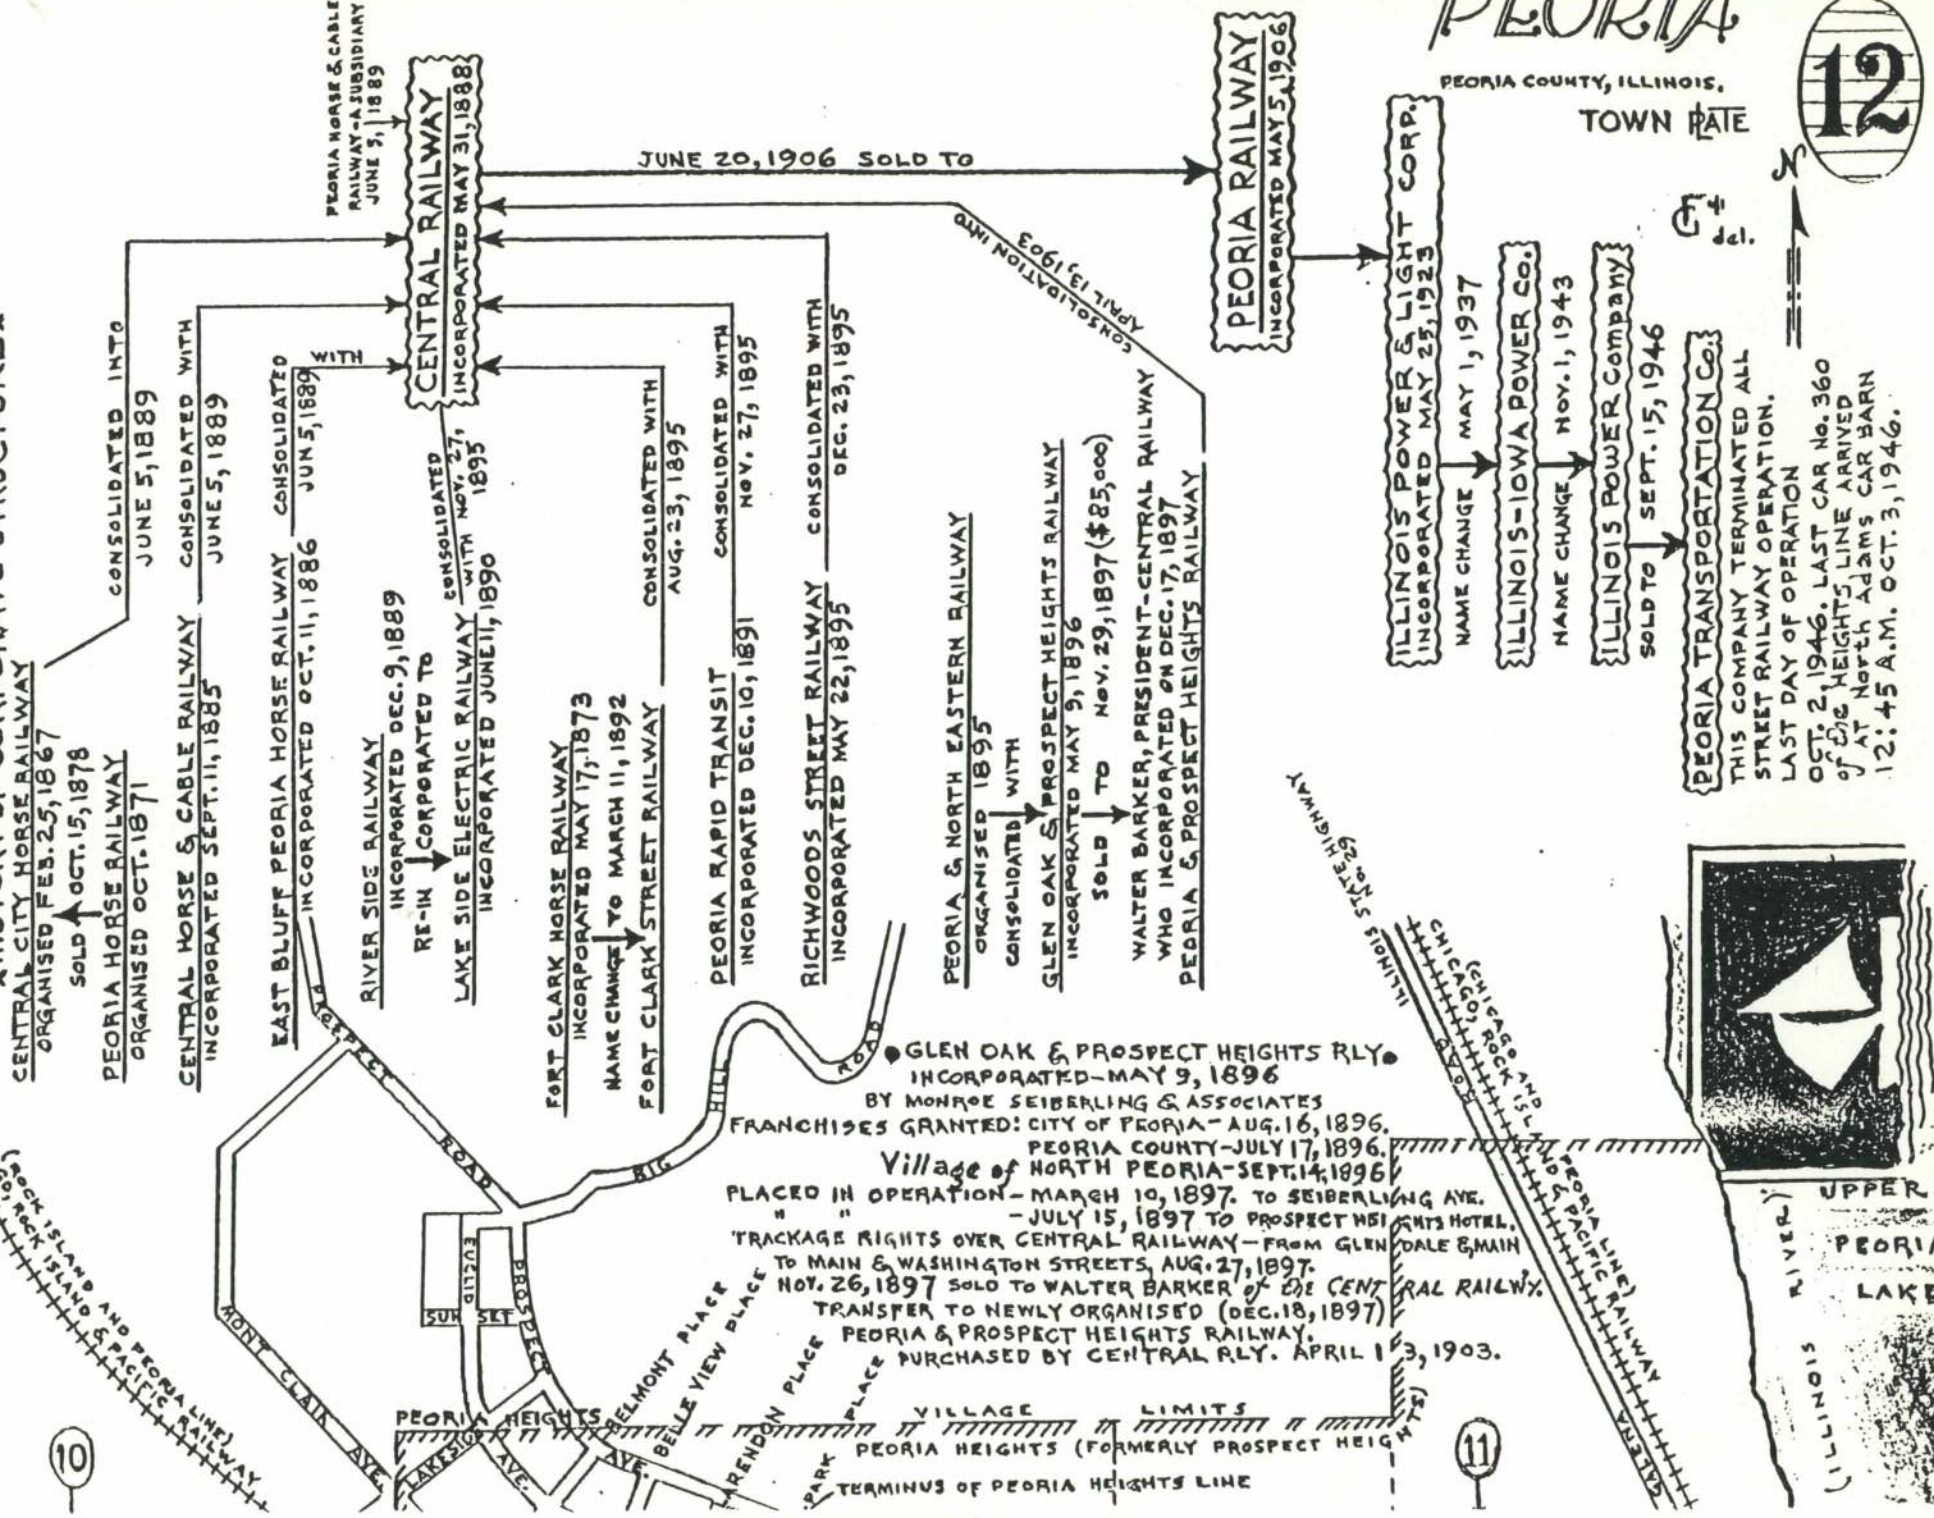 PEORIA
PEORIA COUNTY, ILLINOIS.
TOWN PLATE
12
N
del.
PEORIA HORSE & CABLE
RAILWAY-A SUBSIDIARY
JUNE 5, 1889
CENTRAL RAILWAY
INCORPORATED MAY 31, 1888
JUNE 20, 1906 SOLD TO
PEORIA RAILWAY
INCORPORATED MAY 5, 1906
ILLINOIS POWER & LIGHT CORP.
INCORPORATED MAY 25, 1923
NAME CHANGE MAY 1, 1937
ILLINOIS-IOWA POWER Co.
NAME CHANGE NOV. 1, 1943
ILLINOIS POWER Company
SOLD TO SEPT. 15, 1946
PEORIA TRANSPORTATION Co.
THIS COMPANY TERMINATED ALL
STREET RAILWAY OPERATION.
LAST DAY OF OPERATION
OCT. 2, 1946. LAST CAR No. 360
of the HEIGHTS LINE ARRIVED
AT North Adams CAR BARN
12:45 A.M. OCT. 3, 1946.
CENTRAL CITY HORSE RAILWAY
ORGANISED FEB. 25, 1867
SOLD OCT. 15, 1878
PEORIA HORSE RAILWAY
ORGANISED OCT. 1871
CONSOLIDATED INTO
JUNE 5, 1889
CENTRAL HORSE & CABLE RAILWAY
INCORPORATED SEPT. 11, 1885
CONSOLIDATED WITH
JUNE 5, 1889
EAST BLUFF PEORIA HORSE RAILWAY
INCORPORATED OCT. 11, 1886
CONSOLIDATED WITH
JUN 5, 1889
RIVER SIDE RAILWAY
INCORPORATED DEC. 9, 1889
RE-IN CORPORATED TO
LAKE SIDE ELECTRIC RAILWAY
INCORPORATED JUNE 11, 1890
CONSOLIDATED
WITH NOV. 27,
1895
FORT CLARK HORSE RAILWAY
INCORPORATED MAY 17, 1873
NAME CHANGE TO MARCH 11, 1892
FORT CLARK STREET RAILWAY
CONSOLIDATED WITH
AUG. 23, 1895
PEORIA RAPID TRANSIT
INCORPORATED DEC. 10, 1891
CONSOLIDATED WITH
NOV. 27, 1895
RICHWOODS STREET RAILWAY
INCORPORATED MAY 22, 1895
CONSOLIDATED WITH
DEC. 23, 1895
PEORIA & NORTH EASTERN RAILWAY
ORGANISED 1895
CONSOLIDATED WITH
GLEN OAK & PROSPECT HEIGHTS RAILWAY
INCORPORATED MAY 9, 1896
SOLD TO NOV. 29, 1897 ($85,000)
WALTER BARKER, PRESIDENT-CENTRAL RAILWAY
WHO INCORPORATED ON DEC. 17, 1897
PEORIA & PROSPECT HEIGHTS RAILWAY
CONSOLIDATION INTO
APRIL 13, 1903
GLEN OAK & PROSPECT HEIGHTS RLY.
INCORPORATED-MAY 9, 1896
BY MONROE SEIBERLING & ASSOCIATES
FRANCHISES GRANTED: CITY OF PEORIA-AUG. 16, 1896.
PEORIA COUNTY-JULY 17, 1896.
Village of NORTH PEORIA-SEPT. 14, 1896
PLACED IN OPERATION-MARCH 10, 1897. TO SEIBERLING AVE.
" " -JULY 15, 1897 TO PROSPECT HEIGHTS HOTEL.
TRACKAGE RIGHTS OVER CENTRAL RAILWAY-FROM GLENDALE & MAIN
TO MAIN & WASHINGTON STREETS, AUG. 27, 1897.
NOV. 26, 1897 SOLD TO WALTER BARKER of the CENTRAL RAILWY.
TRANSFER TO NEWLY ORGANISED (DEC. 18, 1897)
PEORIA & PROSPECT HEIGHTS RAILWAY.
PURCHASED BY CENTRAL RLY. APRIL 13, 1903.
PROSPECT ROAD
BIG HILL ROAD
EUCLID
SUN SET
PROSPECT
MONT CLAIR AVE.
ROCK ISLAND AND PEORIA LINE)
ROCK ISLAND & PACIFIC RAILWAY
PEORIA HEIGHTS VILLAGE LIMITS
LAKESIDE
AVE.
AVE.
BELMONT PLACE
BELLE VIEW PLACE
CLARENDON PLACE
PARK PLACE
PEORIA HEIGHTS (FORMERLY PROSPECT HEIGHTS)
TERMINUS OF PEORIA HEIGHTS LINE
10
11
ILLINOIS STATE HIGHWAY
No. 29)
GALENA ROAD
(CHICAGO AND ROCK ISLAND & PEORIA LINE)
CHICAGO, ROCK ISLAND & PACIFIC RAILWAY
(ILLINOIS RIVER)
UPPER
PEORIA
LAKE